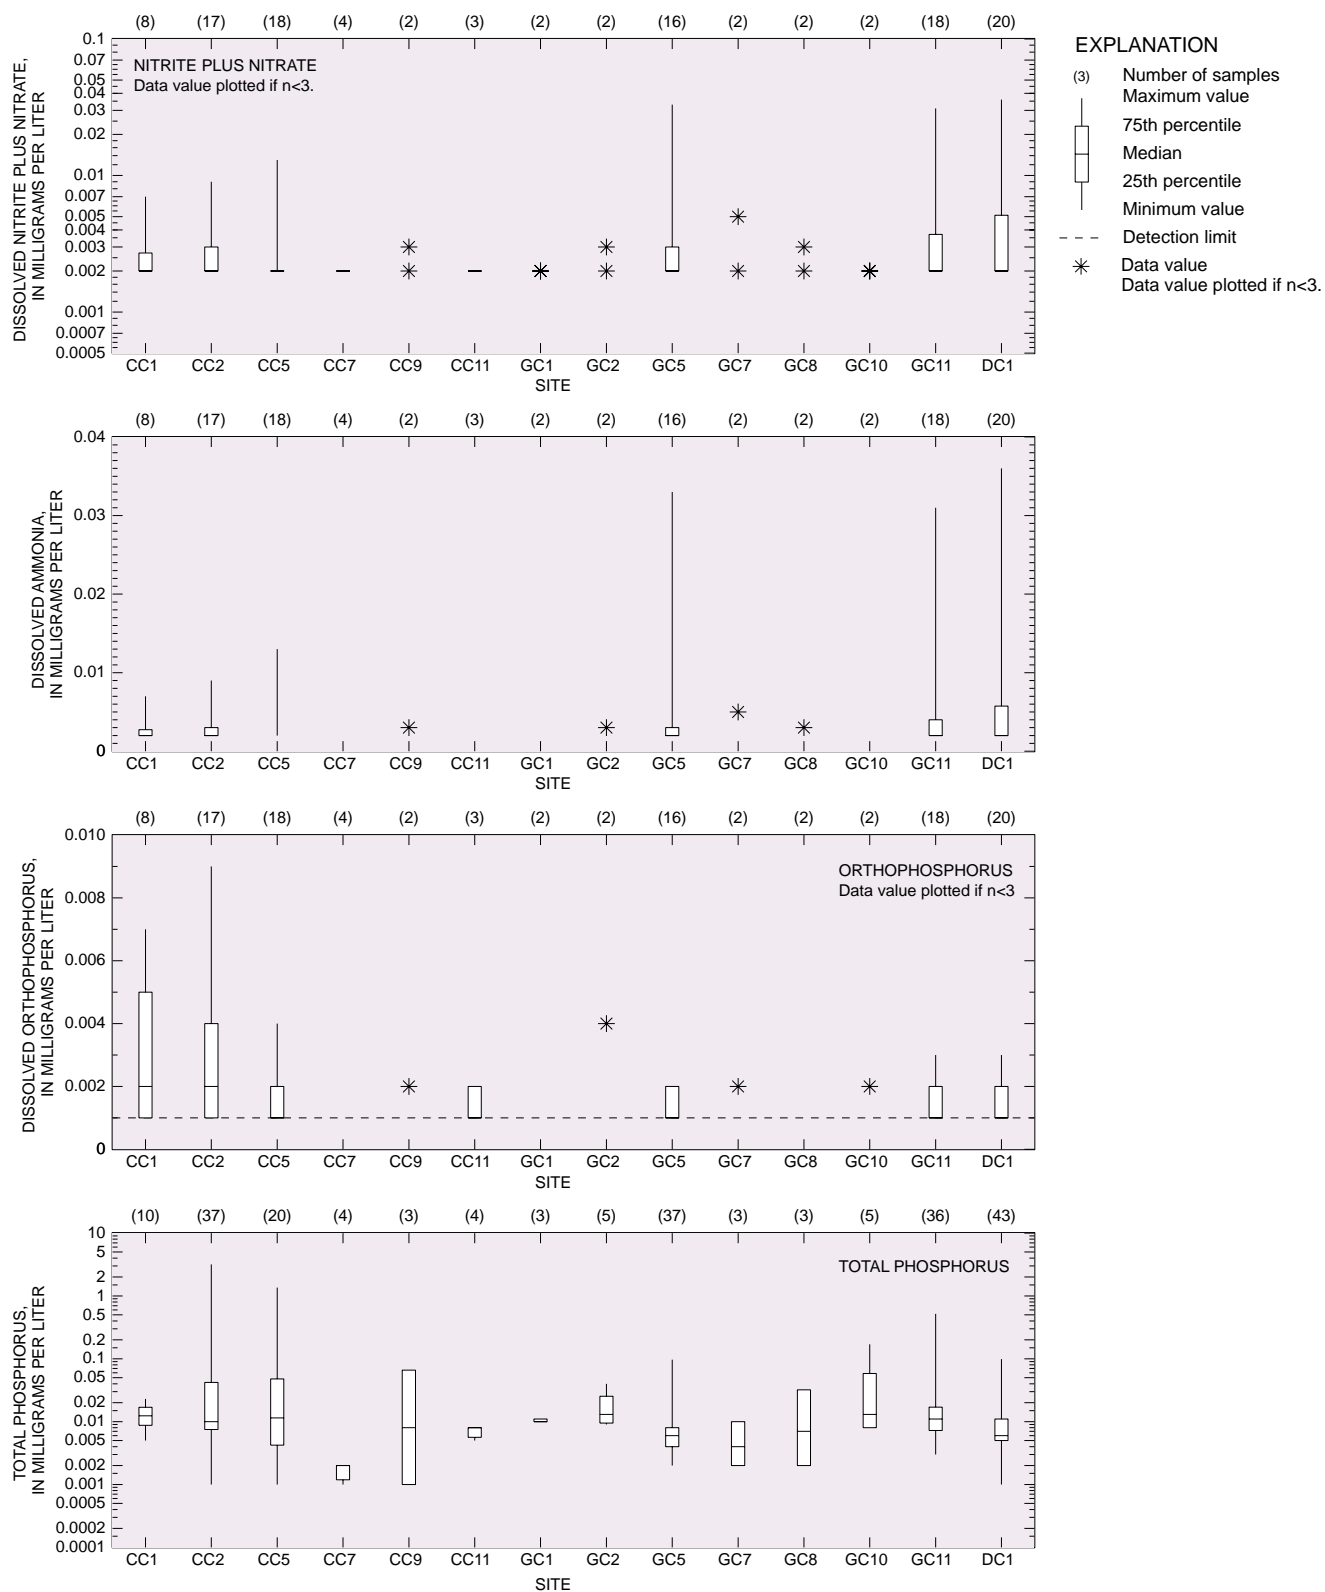 (8) (17) (18) (4) (2) (3) (2) (2) (16) (2) (2) (2) (18) (20)
DISSOLVED NITRITE PLUS NITRATE,
IN MILLIGRAMS PER LITER
0.1
0.07
0.05
0.04
0.03
0.02
0.01
0.007
0.005
0.004
0.003
0.002
0.001
0.0007
0.0005
NITRITE PLUS NITRATE
Data value plotted if n<3.
CC1 CC2 CC5 CC7 CC9 CC11 GC1 GC2 GC5 GC7 GC8 GC10 GC11 DC1
SITE
EXPLANATION
(3) Number of samples
Maximum value
75th percentile
Median
25th percentile
Minimum value
Detection limit
Data value
Data value plotted if n<3.
(8) (17) (18) (4) (2) (3) (2) (2) (16) (2) (2) (2) (18) (20)
DISSOLVED AMMONIA,
IN MILLIGRAMS PER LITER
0.04
0.03
0.02
0.01
0
CC1 CC2 CC5 CC7 CC9 CC11 GC1 GC2 GC5 GC7 GC8 GC10 GC11 DC1
SITE
(8) (17) (18) (4) (2) (3) (2) (2) (16) (2) (2) (2) (18) (20)
DISSOLVED ORTHOPHOSPHORUS,
IN MILLIGRAMS PER LITER
0.010
0.008
0.006
0.004
0.002
0
ORTHOPHOSPHORUS
Data value plotted if n<3
CC1 CC2 CC5 CC7 CC9 CC11 GC1 GC2 GC5 GC7 GC8 GC10 GC11 DC1
SITE
(10) (37) (20) (4) (3) (4) (3) (5) (37) (3) (3) (5) (36) (43)
TOTAL PHOSPHORUS,
IN MILLIGRAMS PER LITER
10
5
2
1
0.5
0.2
0.1
0.05
0.02
0.01
0.005
0.002
0.001
0.0005
0.0002
0.0001
TOTAL PHOSPHORUS
CC1 CC2 CC5 CC7 CC9 CC11 GC1 GC2 GC5 GC7 GC8 GC10 GC11 DC1
SITE